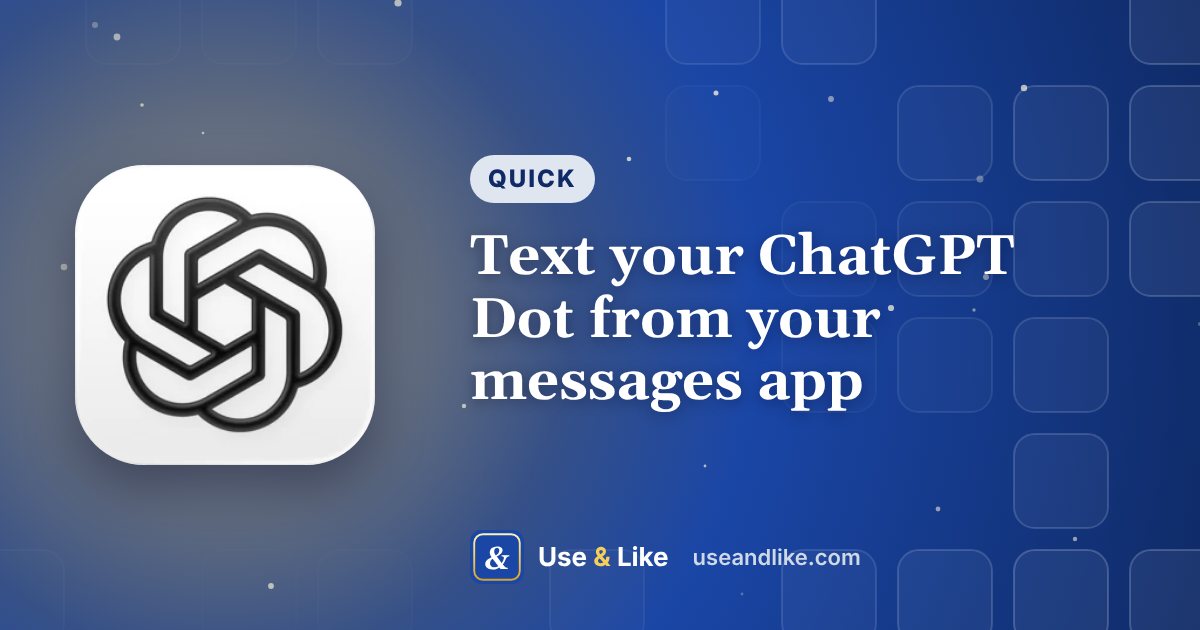 QUICK
Text your ChatGPT
Dot from your
messages app
& Use & Like useandlike.com